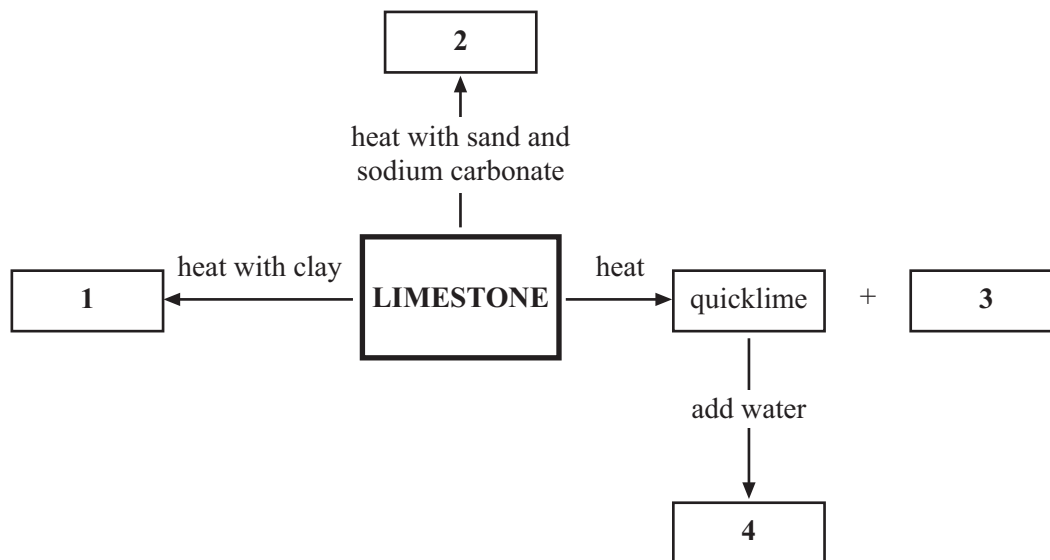 2
heat with sand and
sodium carbonate
heat with clay
heat
1
LIMESTONE
quicklime
+
3
add water
4